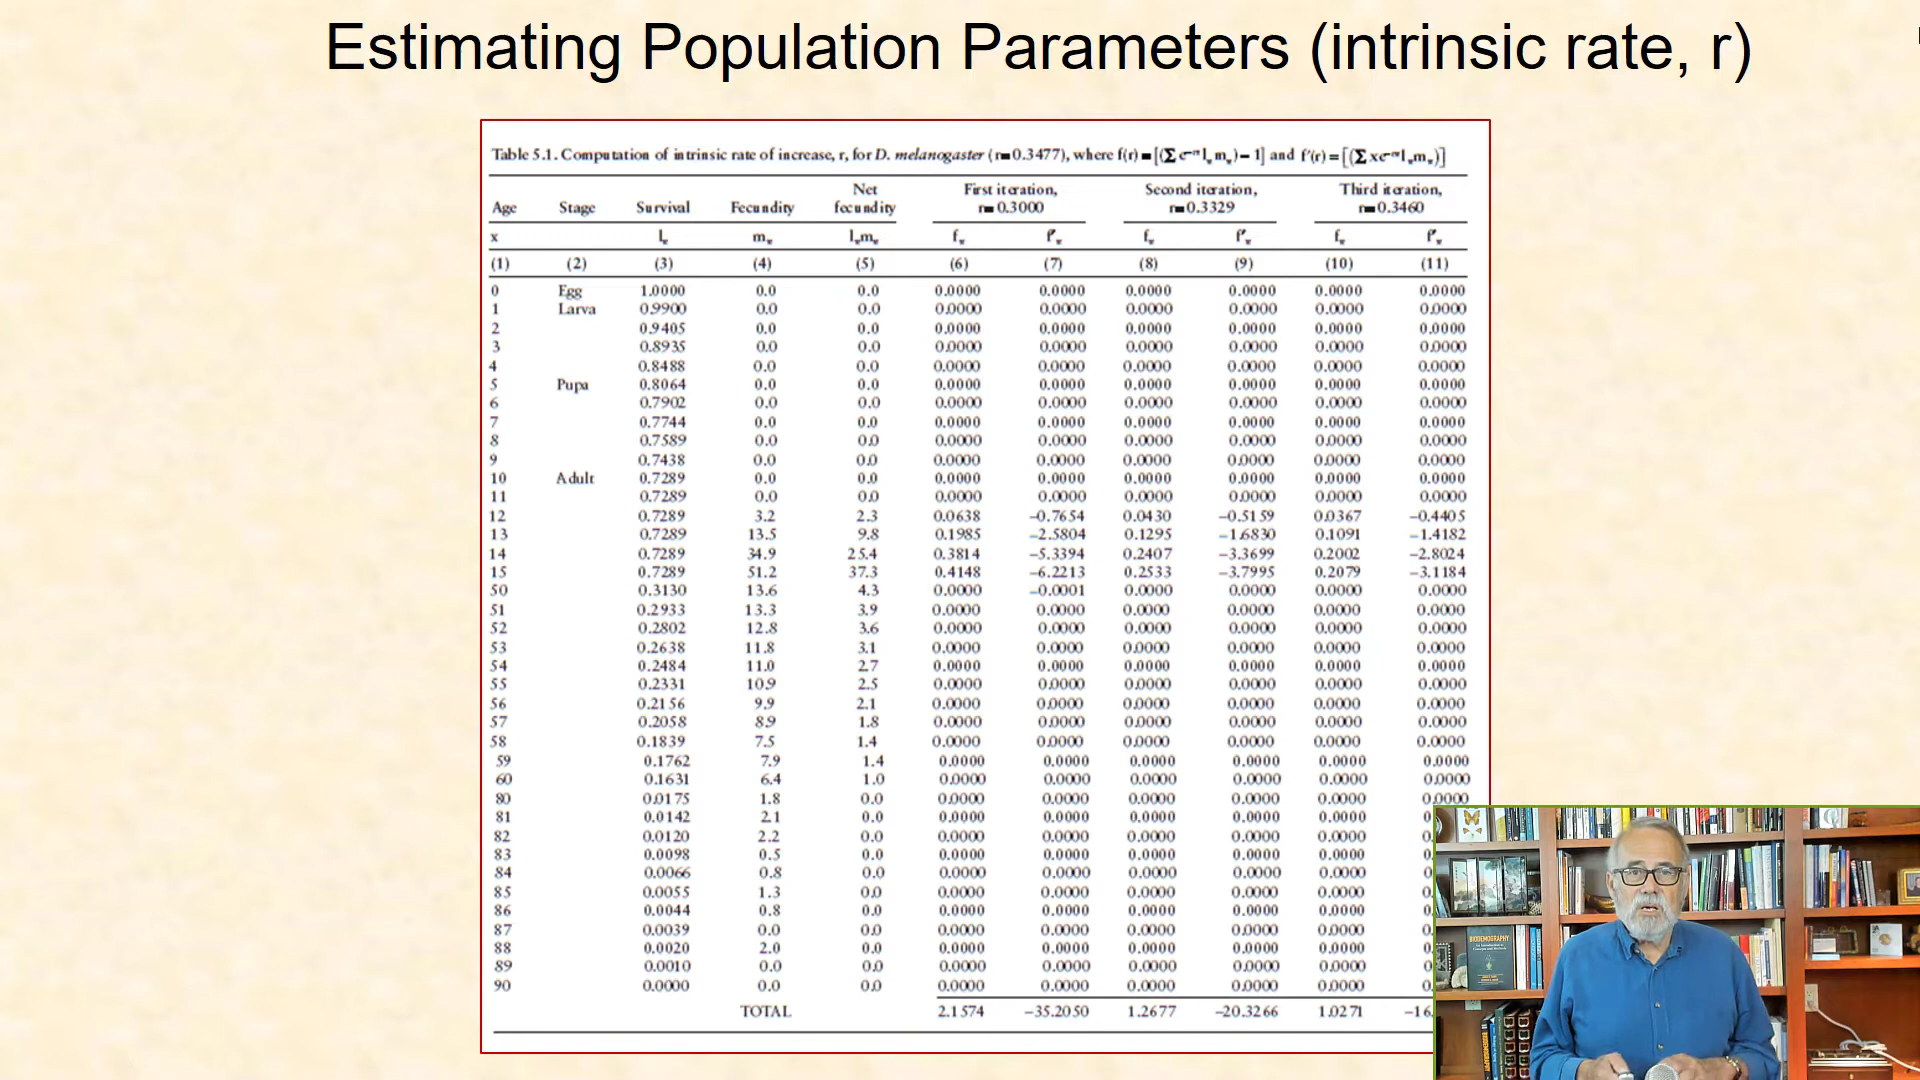 Estimating Population Parameters (intrinsic rate, r)
Table 5.1. Computation of intrinsic rate of increase, r, for D. melanogaster (r=0.3477), where f(r) = [(Σ e⁻ʳˣlₓmₓ) – 1] and f'(r) = [(Σ xe⁻ʳˣlₓmₓ)]
Net First iteration, Second iteration, Third iteration,
Age Stage Survival Fecundity fecundity r=0.3000 r=0.3329 r=0.3460
x lₓ mₓ lₓmₓ fₓ f'ₓ fₓ f'ₓ fₓ f'ₓ
(1) (2) (3) (4) (5) (6) (7) (8) (9) (10) (11)
0 Egg 1.0000 0.0 0.0 0.0000 0.0000 0.0000 0.0000 0.0000 0.0000
1 Larva 0.9900 0.0 0.0 0.0000 0.0000 0.0000 0.0000 0.0000 0.0000
2 0.9405 0.0 0.0 0.0000 0.0000 0.0000 0.0000 0.0000 0.0000
3 0.8935 0.0 0.0 0.0000 0.0000 0.0000 0.0000 0.0000 0.0000
4 0.8488 0.0 0.0 0.0000 0.0000 0.0000 0.0000 0.0000 0.0000
5 Pupa 0.8064 0.0 0.0 0.0000 0.0000 0.0000 0.0000 0.0000 0.0000
6 0.7902 0.0 0.0 0.0000 0.0000 0.0000 0.0000 0.0000 0.0000
7 0.7744 0.0 0.0 0.0000 0.0000 0.0000 0.0000 0.0000 0.0000
8 0.7589 0.0 0.0 0.0000 0.0000 0.0000 0.0000 0.0000 0.0000
9 0.7438 0.0 0.0 0.0000 0.0000 0.0000 0.0000 0.0000 0.0000
10 Adult 0.7289 0.0 0.0 0.0000 0.0000 0.0000 0.0000 0.0000 0.0000
11 0.7289 0.0 0.0 0.0000 0.0000 0.0000 0.0000 0.0000 0.0000
12 0.7289 3.2 2.3 0.0638 –0.7654 0.0430 –0.5159 0.0367 –0.4405
13 0.7289 13.5 9.8 0.1985 –2.5804 0.1295 –1.6830 0.1091 –1.4182
14 0.7289 34.9 25.4 0.3814 –5.3394 0.2407 –3.3699 0.2002 –2.8024
15 0.7289 51.2 37.3 0.4148 –6.2213 0.2533 –3.7995 0.2079 –3.1184
50 0.3130 13.6 4.3 0.0000 –0.0001 0.0000 0.0000 0.0000 0.0000
51 0.2933 13.3 3.9 0.0000 0.0000 0.0000 0.0000 0.0000 0.0000
52 0.2802 12.8 3.6 0.0000 0.0000 0.0000 0.0000 0.0000 0.0000
53 0.2638 11.8 3.1 0.0000 0.0000 0.0000 0.0000 0.0000 0.0000
54 0.2484 11.0 2.7 0.0000 0.0000 0.0000 0.0000 0.0000 0.0000
55 0.2331 10.9 2.5 0.0000 0.0000 0.0000 0.0000 0.0000 0.0000
56 0.2156 9.9 2.1 0.0000 0.0000 0.0000 0.0000 0.0000 0.0000
57 0.2058 8.9 1.8 0.0000 0.0000 0.0000 0.0000 0.0000 0.0000
58 0.1839 7.5 1.4 0.0000 0.0000 0.0000 0.0000 0.0000 0.0000
59 0.1762 7.9 1.4 0.0000 0.0000 0.0000 0.0000 0.0000 0.0000
60 0.1631 6.4 1.0 0.0000 0.0000 0.0000 0.0000 0.0000 0.0000
80 0.0175 1.8 0.0 0.0000 0.0000 0.0000 0.0000 0.0000 0.0000
81 0.0142 2.1 0.0 0.0000 0.0000 0.0000 0.0000 0.0000
82 0.0120 2.2 0.0 0.0000 0.0000 0.0000 0.0000 0.0000
83 0.0098 0.5 0.0 0.0000 0.0000 0.0000 0.0000 0.0000
84 0.0066 0.8 0.0 0.0000 0.0000 0.0000 0.0000 0.0000
85 0.0055 1.3 0.0 0.0000 0.0000 0.0000 0.0000 0.0000
86 0.0044 0.8 0.0 0.0000 0.0000 0.0000 0.0000 0.0000
87 0.0039 0.0 0.0 0.0000 0.0000 0.0000 0.0000 0.0000
88 0.0020 2.0 0.0 0.0000 0.0000 0.0000 0.0000 0.0000
89 0.0010 0.0 0.0 0.0000 0.0000 0.0000 0.0000 0.0000
90 0.0000 0.0 0.0 0.0000 0.0000 0.0000 0.0000 0.0000
TOTAL 2.1574 –35.2050 1.2677 –20.3266 1.0271 –16.
BIODEMOGRAPHY